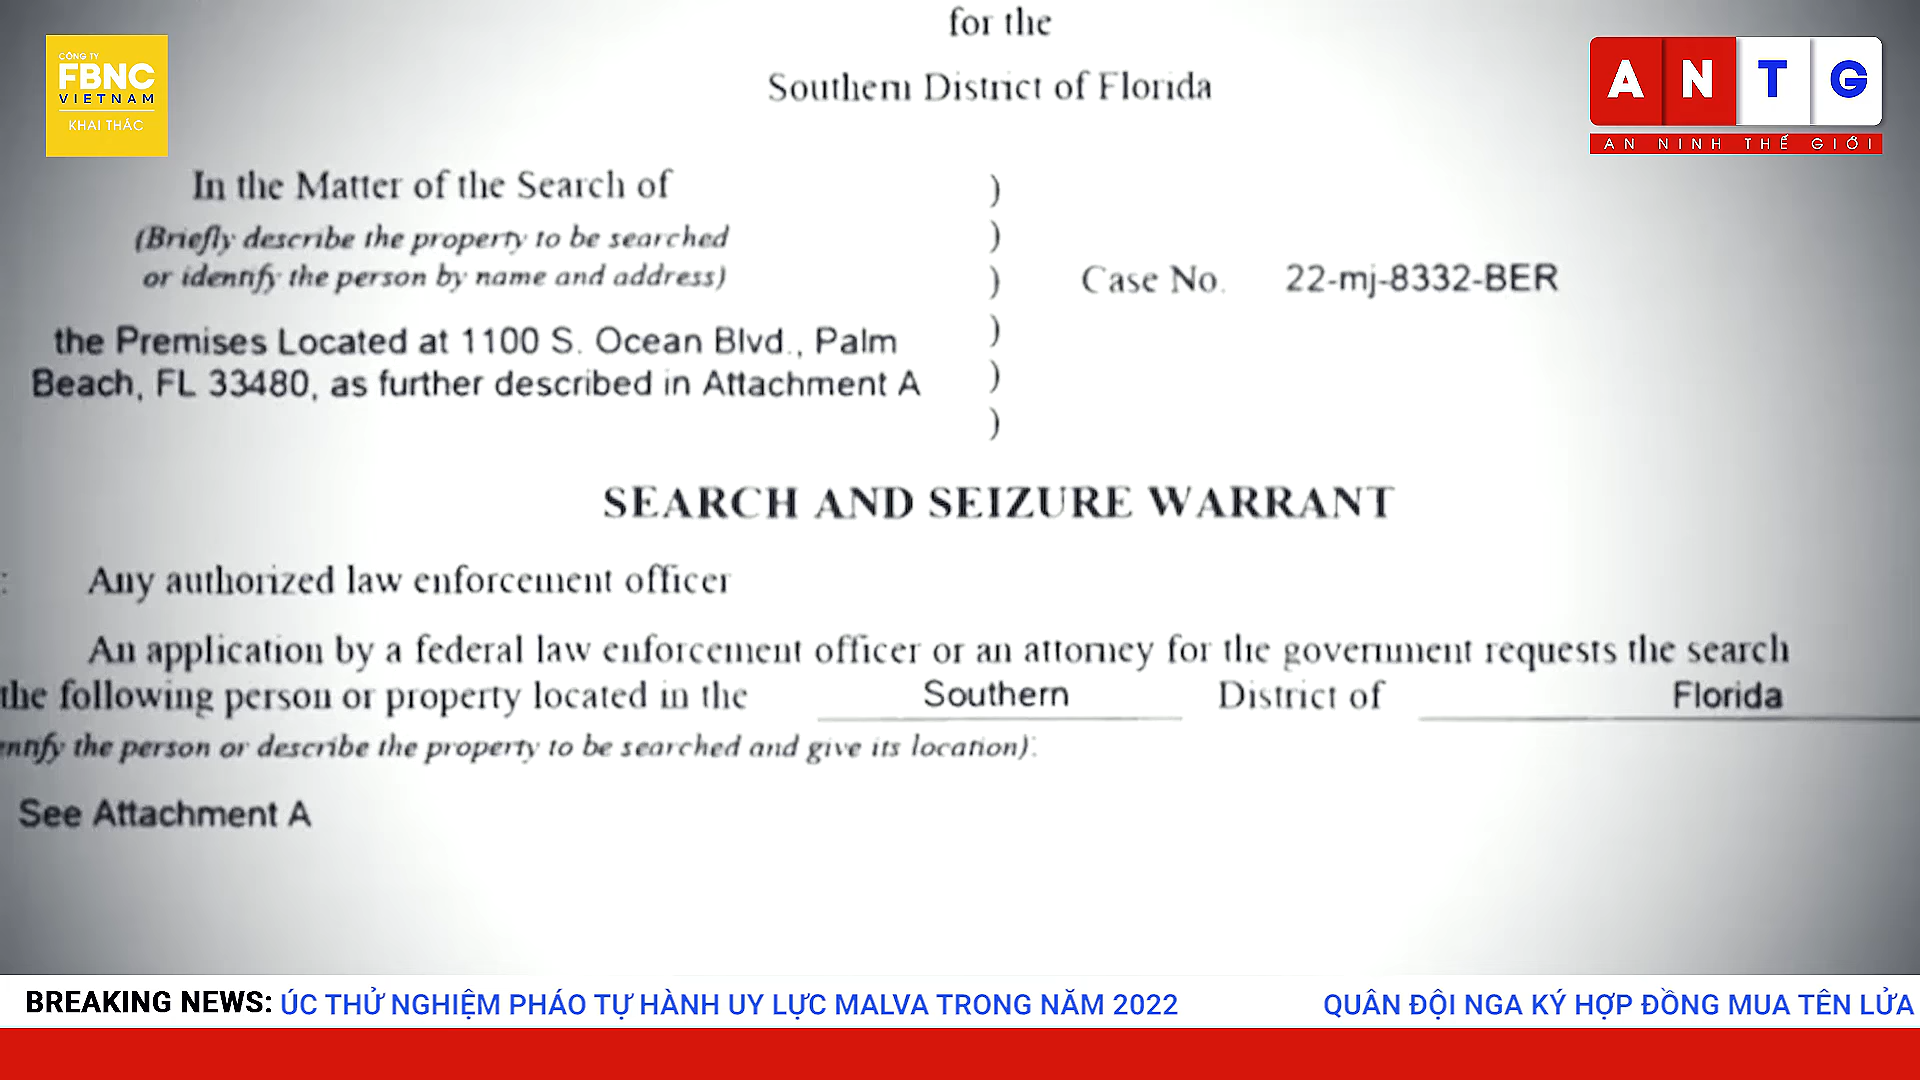 for the
Southern District of Florida
CÔNG TY
FBNC
VIETNAM
KHAI THÁC
ANTG
AN NINH THẾ GIỚI
In the Matter of the Search of
(Briefly describe the property to be searched
or identify the person by name and address)
the Premises Located at 1100 S. Ocean Blvd., Palm
Beach, FL 33480, as further described in Attachment A
)
)
)
)
)
)
Case No. 22-mj-8332-BER
SEARCH AND SEIZURE WARRANT
: Any authorized law enforcement officer
An application by a federal law enforcement officer or an attorney for the government requests the search
the following person or property located in the Southern District of Florida
entify the person or describe the property to be searched and give its location):
See Attachment A
BREAKING NEWS: ÚC THỬ NGHIỆM PHÁO TỰ HÀNH UY LỰC MALVA TRONG NĂM 2022 QUÂN ĐỘI NGA KÝ HỢP ĐỒNG MUA TÊN LỬA